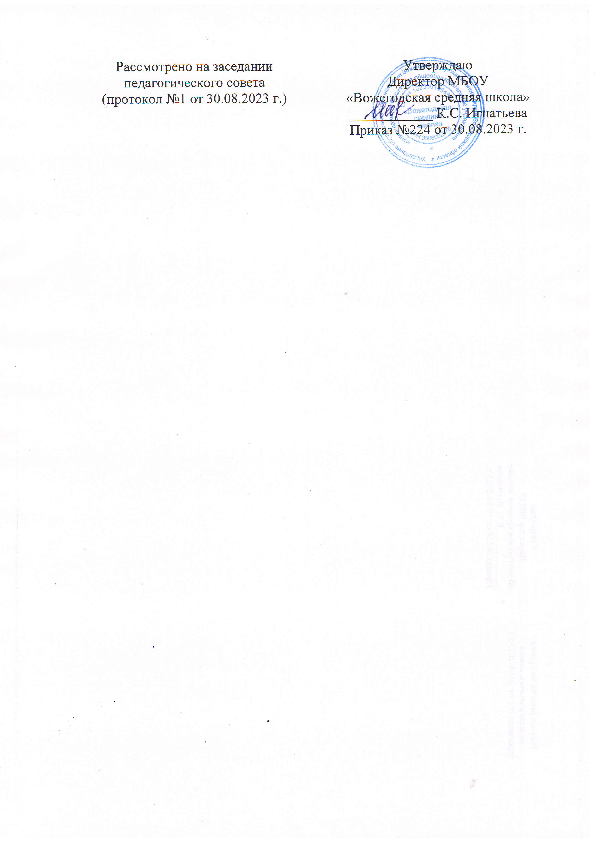 Рассмотрено на заседании
педагогического совета
(протокол №1 от 30.08.2023 г.)
Утверждаю
Директор МБОУ
«Вожегодская средняя школа»
К.С. Игнатьева
Приказ №224 от 30.08.2023 г.